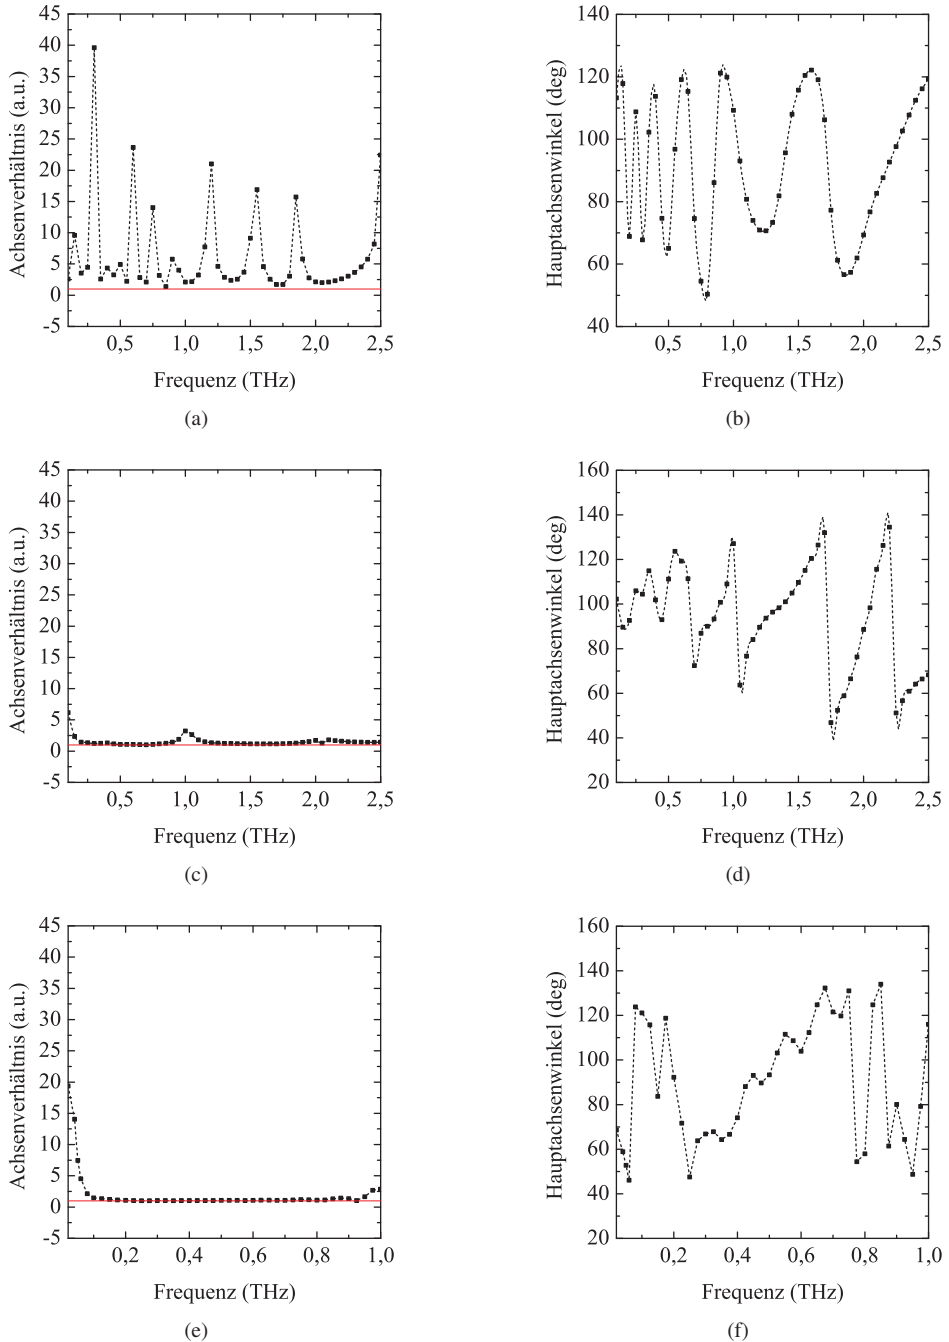 45
40
35
30
25
20
15
10
5
0
-5
Achsenverhältnis (a.u.)
0,5 1,0 1,5 2,0 2,5
Frequenz (THz)
(a)
140
120
100
80
60
40
Hauptachsenwinkel (deg)
0,5 1,0 1,5 2,0 2,5
Frequenz (THz)
(b)
45
40
35
30
25
20
15
10
5
0
-5
Achsenverhältnis (a.u.)
0,5 1,0 1,5 2,0 2,5
Frequenz (THz)
(c)
160
140
120
100
80
60
40
20
Hauptachsenwinkel (deg)
0,5 1,0 1,5 2,0 2,5
Frequenz (THz)
(d)
45
40
35
30
25
20
15
10
5
0
-5
Achsenverhältnis (a.u.)
0,2 0,4 0,6 0,8 1,0
Frequenz (THz)
(e)
160
140
120
100
80
60
40
20
Hauptachsenwinkel (deg)
0,2 0,4 0,6 0,8 1,0
Frequenz (THz)
(f)